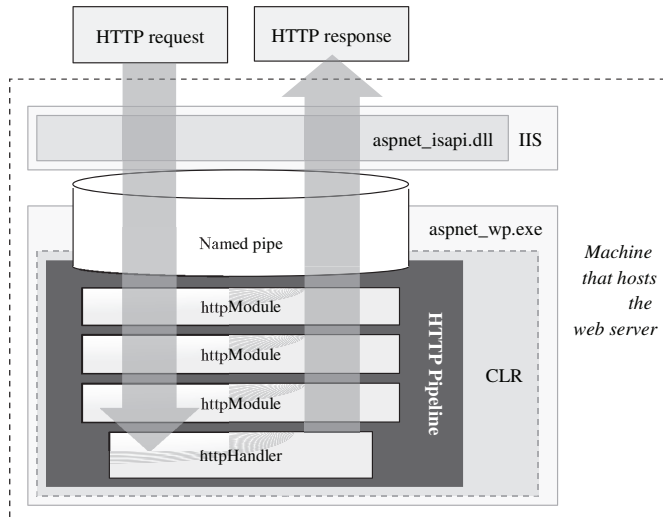 HTTP request
HTTP response
aspnet_isapi.dll
IIS
aspnet_wp.exe
Named pipe
Machine
that hosts
the
web server
httpModule
httpModule
httpModule
httpHandler
HTTP Pipeline
CLR